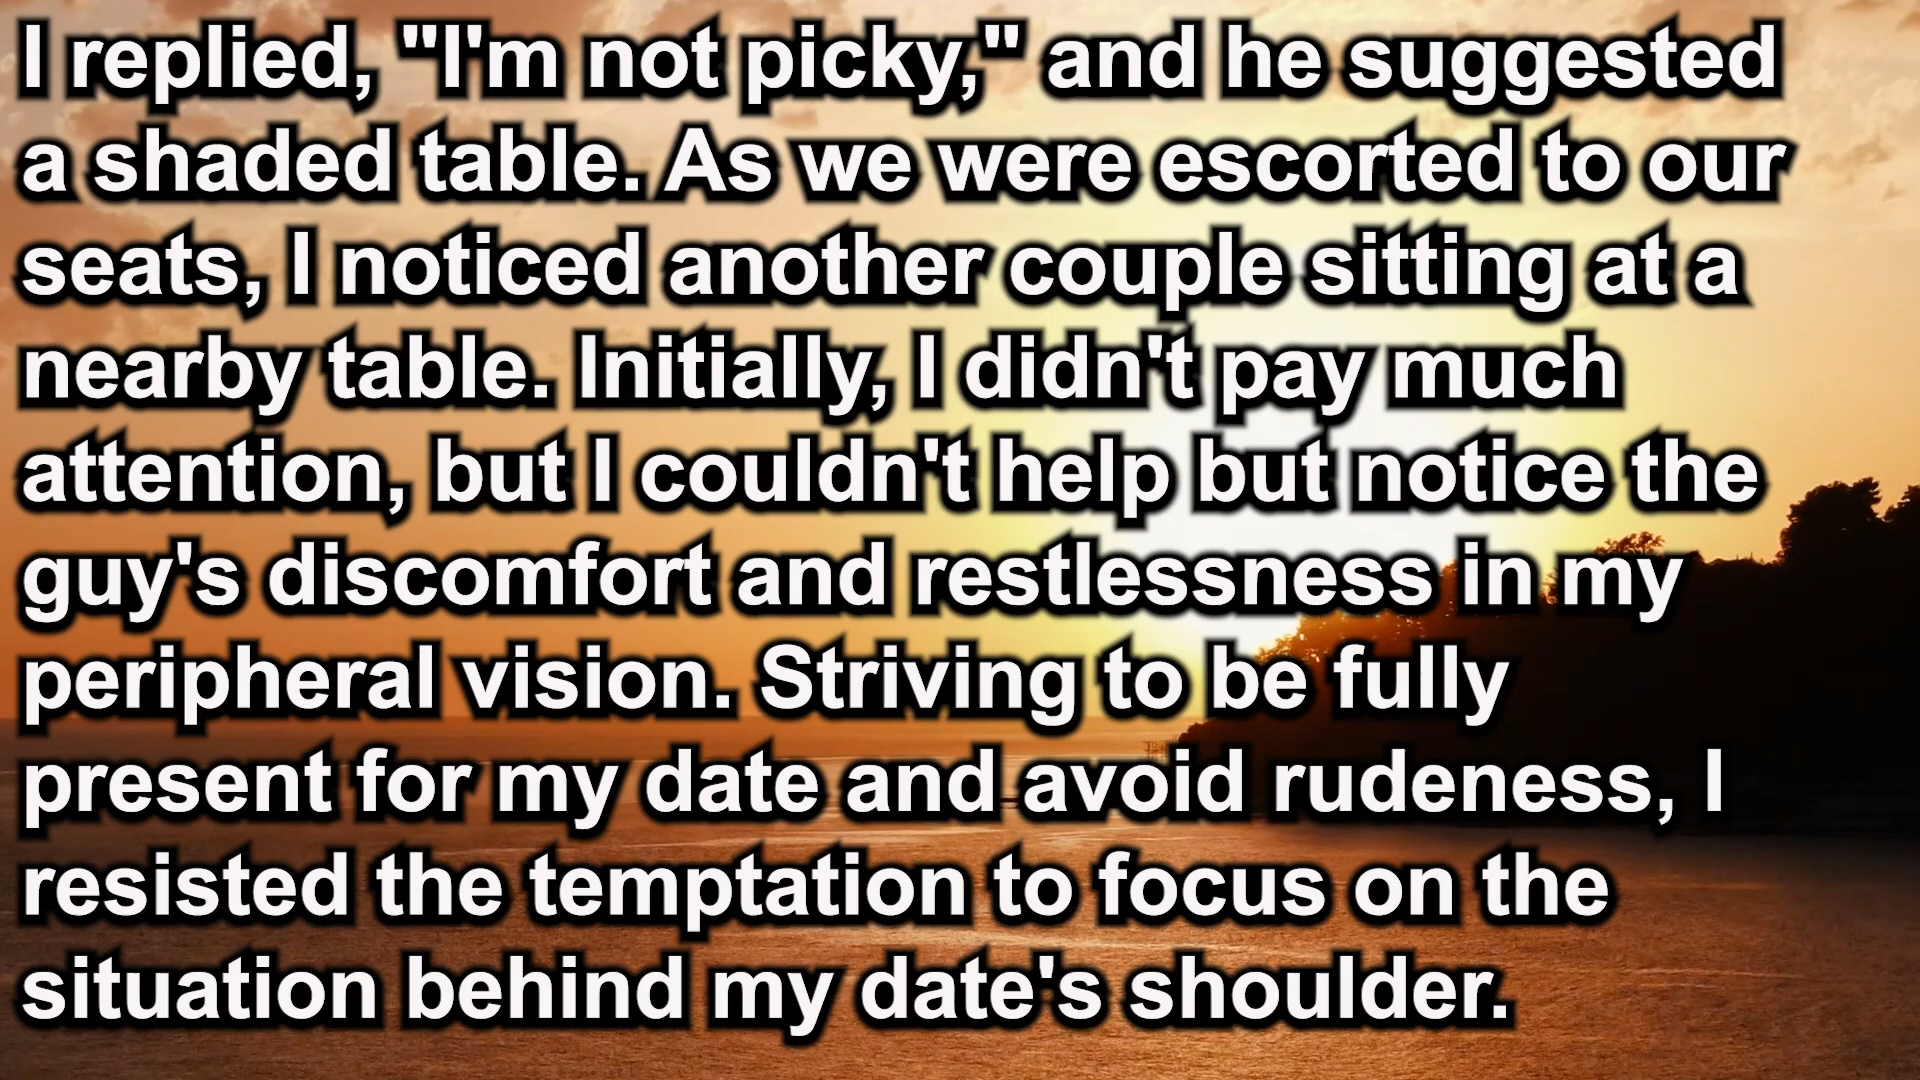 I replied, "I'm not picky," and he suggested
a shaded table. As we were escorted to our
seats, I noticed another couple sitting at a
nearby table. Initially, I didn't pay much
attention, but I couldn't help but notice the
guy's discomfort and restlessness in my
peripheral vision. Striving to be fully
present for my date and avoid rudeness, I
resisted the temptation to focus on the
situation behind my date's shoulder.